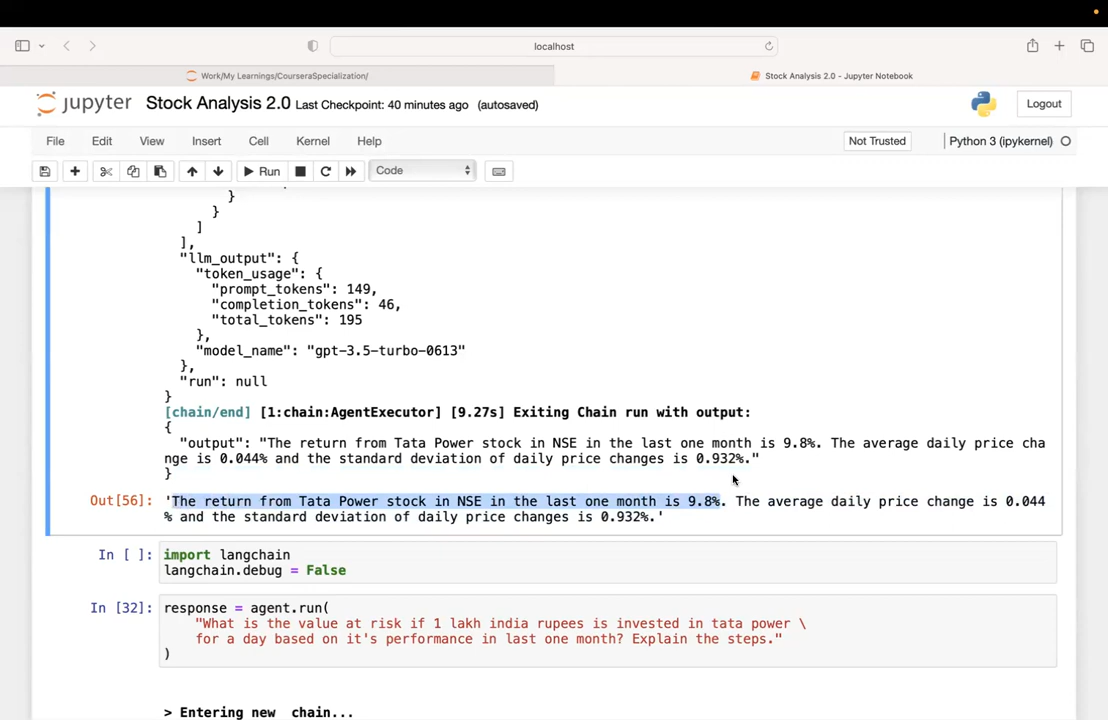 localhost
Work/My Learnings/CourseraSpecialization/
Stock Analysis 2.0 - Jupyter Notebook
jupyter Stock Analysis 2.0 Last Checkpoint: 40 minutes ago (autosaved)
Logout
File Edit View Insert Cell Kernel Help
Not Trusted
Python 3 (ipykernel)
Run
Code
}
}
]
],
"llm_output": {
"token_usage": {
"prompt_tokens": 149,
"completion_tokens": 46,
"total_tokens": 195
},
"model_name": "gpt-3.5-turbo-0613"
},
"run": null
}
[chain/end] [1:chain:AgentExecutor] [9.27s] Exiting Chain run with output:
{
"output": "The return from Tata Power stock in NSE in the last one month is 9.8%. The average daily price cha
nge is 0.044% and the standard deviation of daily price changes is 0.932%."
}
Out[56]: 'The return from Tata Power stock in NSE in the last one month is 9.8%. The average daily price change is 0.044
% and the standard deviation of daily price changes is 0.932%.'
In [ ]: import langchain
langchain.debug = False
In [32]: response = agent.run(
"What is the value at risk if 1 lakh india rupees is invested in tata power \
for a day based on it's performance in last one month? Explain the steps."
)
> Entering new  chain...